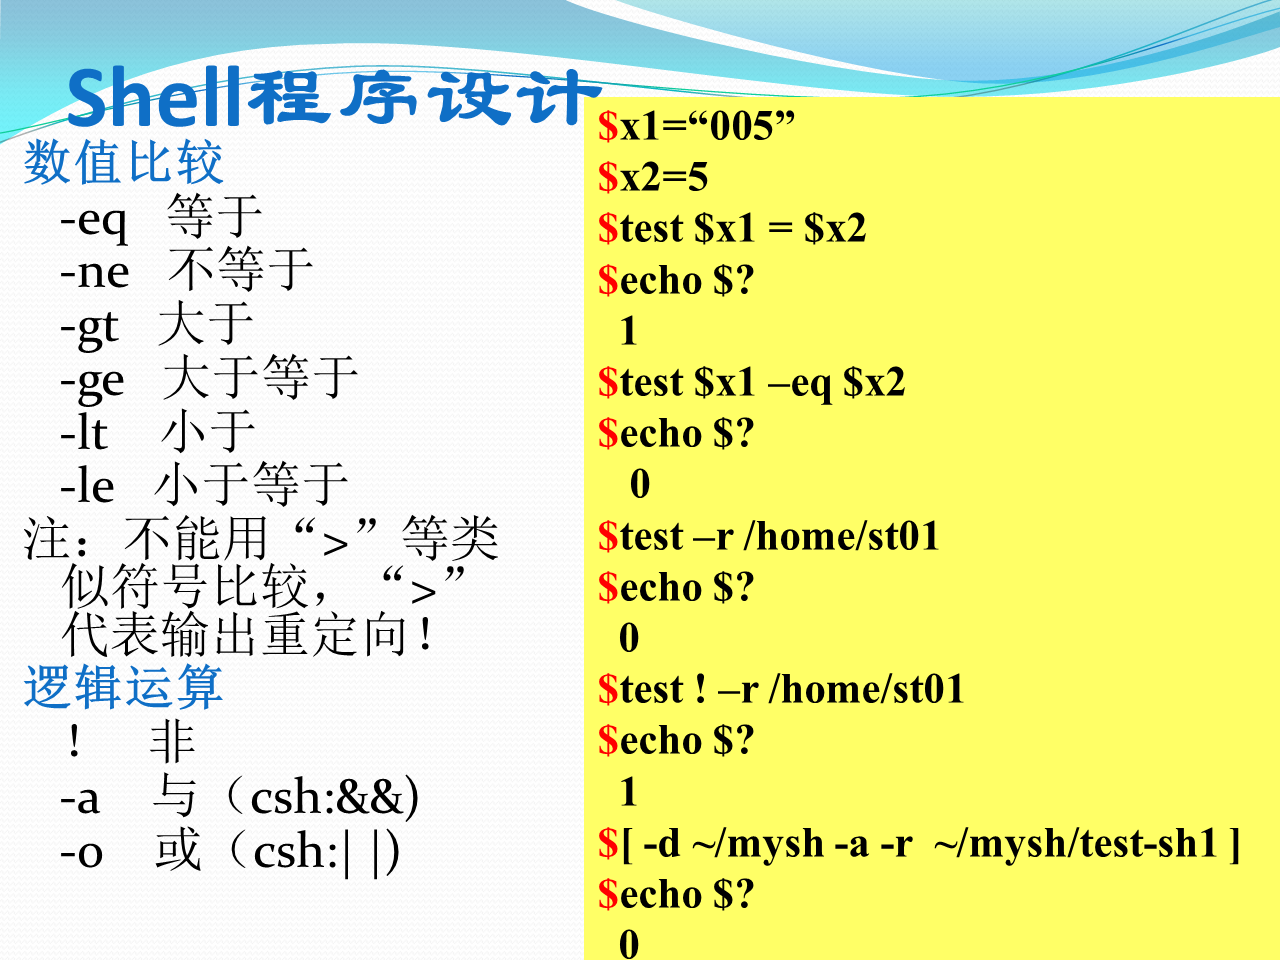 Shell程序设计
数值比较
-eq 等于
-ne 不等于
-gt 大于
-ge 大于等于
-lt 小于
-le 小于等于
注：不能用“>”等类
似符号比较，“>”
代表输出重定向！
逻辑运算
！ 非
-a 与（csh:&&)
-o 或（csh:| |)
$x1=“005”
$x2=5
$test $x1 = $x2
$echo $?
1
$test $x1 –eq $x2
$echo $?
0
$test –r /home/st01
$echo $?
0
$test ! –r /home/st01
$echo $?
1
$[ -d ~/mysh -a -r ~/mysh/test-sh1 ]
$echo $?
0